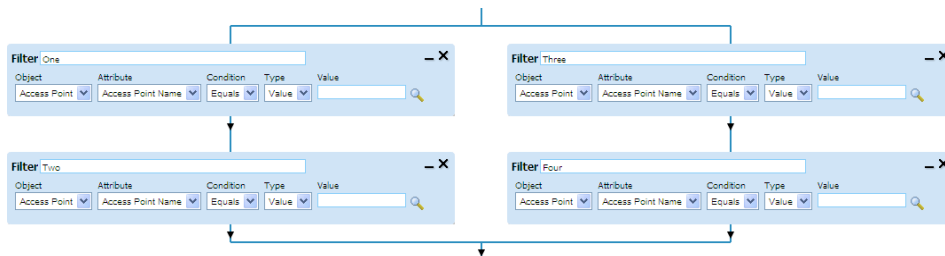 Filter One
Object Attribute Condition Type Value
Access Point Access Point Name Equals Value
Filter Three
Object Attribute Condition Type Value
Access Point Access Point Name Equals Value
Filter Two
Object Attribute Condition Type Value
Access Point Access Point Name Equals Value
Filter Four
Object Attribute Condition Type Value
Access Point Access Point Name Equals Value